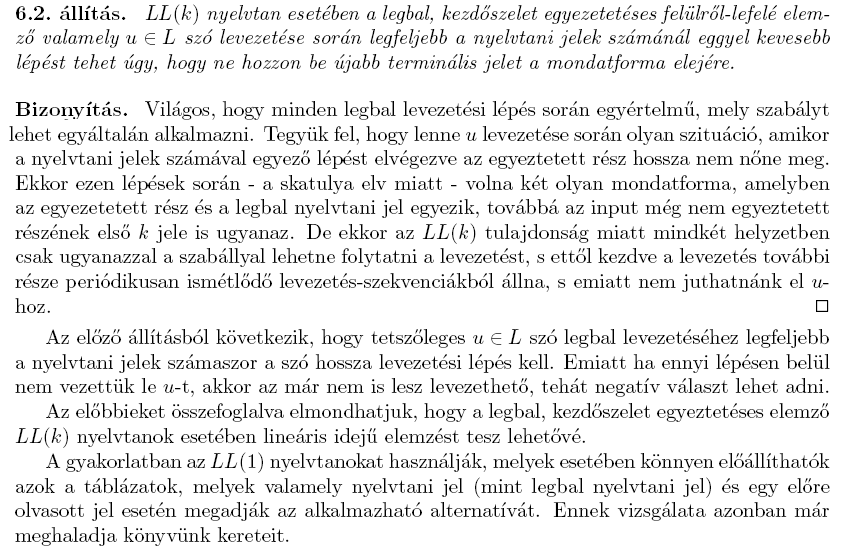 6.2. állítás. LL(k) nyelvtan esetében a legbal, kezdőszelet egyezetetéses felülről-lefelé elem-
ző valamely u ∈ L szó levezetése során legfeljebb a nyelvtani jelek számánál eggyel kevesebb
lépést tehet úgy, hogy ne hozzon be újabb terminális jelet a mondatforma elejére.
Bizonyítás. Világos, hogy minden legbal levezetési lépés során egyértelmű, mely szabályt
lehet egyáltalán alkalmazni. Tegyük fel, hogy lenne u levezetése során olyan szituáció, amikor
a nyelvtani jelek számával egyező lépést elvégezve az egyeztetett rész hossza nem nőne meg.
Ekkor ezen lépések során - a skatulya elv miatt - volna két olyan mondatforma, amelyben
az egyezetetett rész és a legbal nyelvtani jel egyezik, továbbá az input még nem egyeztetett
részének első k jele is ugyanaz. De ekkor az LL(k) tulajdonság miatt mindkét helyzetben
csak ugyanazzal a szabállyal lehetne folytatni a levezetést, s ettől kezdve a levezetés további
része periódikusan ismétlődő levezetés-szekvenciákból állna, s emiatt nem juthatnánk el u-
hoz. □
Az előző állításból következik, hogy tetszőleges u ∈ L szó legbal levezetéséhez legfeljebb
a nyelvtani jelek számaszor a szó hossza levezetési lépés kell. Emiatt ha ennyi lépésen belül
nem vezettük le u-t, akkor az már nem is lesz levezethető, tehát negatív választ lehet adni.
Az előbbieket összefoglalva elmondhatjuk, hogy a legbal, kezdőszelet egyeztetéses elemző
LL(k) nyelvtanok esetében lineáris idejű elemzést tesz lehetővé.
A gyakorlatban az LL(1) nyelvtanokat használják, melyek esetében könnyen előállíthatók
azok a táblázatok, melyek valamely nyelvtani jel (mint legbal nyelvtani jel) és egy előre
olvasott jel esetén megadják az alkalmazható alternatívát. Ennek vizsgálata azonban már
meghaladja könyvünk kereteit.